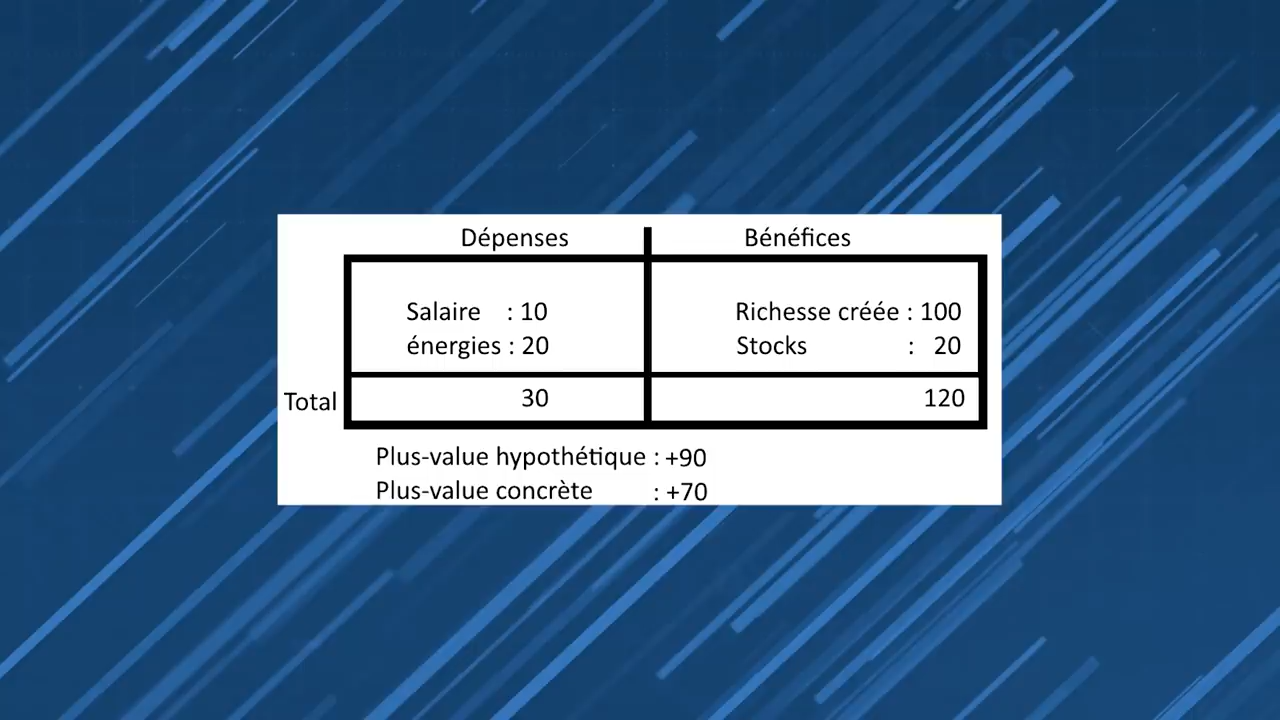 Dépenses Bénéfices
Salaire : 10 Richesse créée : 100
énergies : 20 Stocks : 20
Total 30 120
Plus-value hypothétique : +90
Plus-value concrète : +70